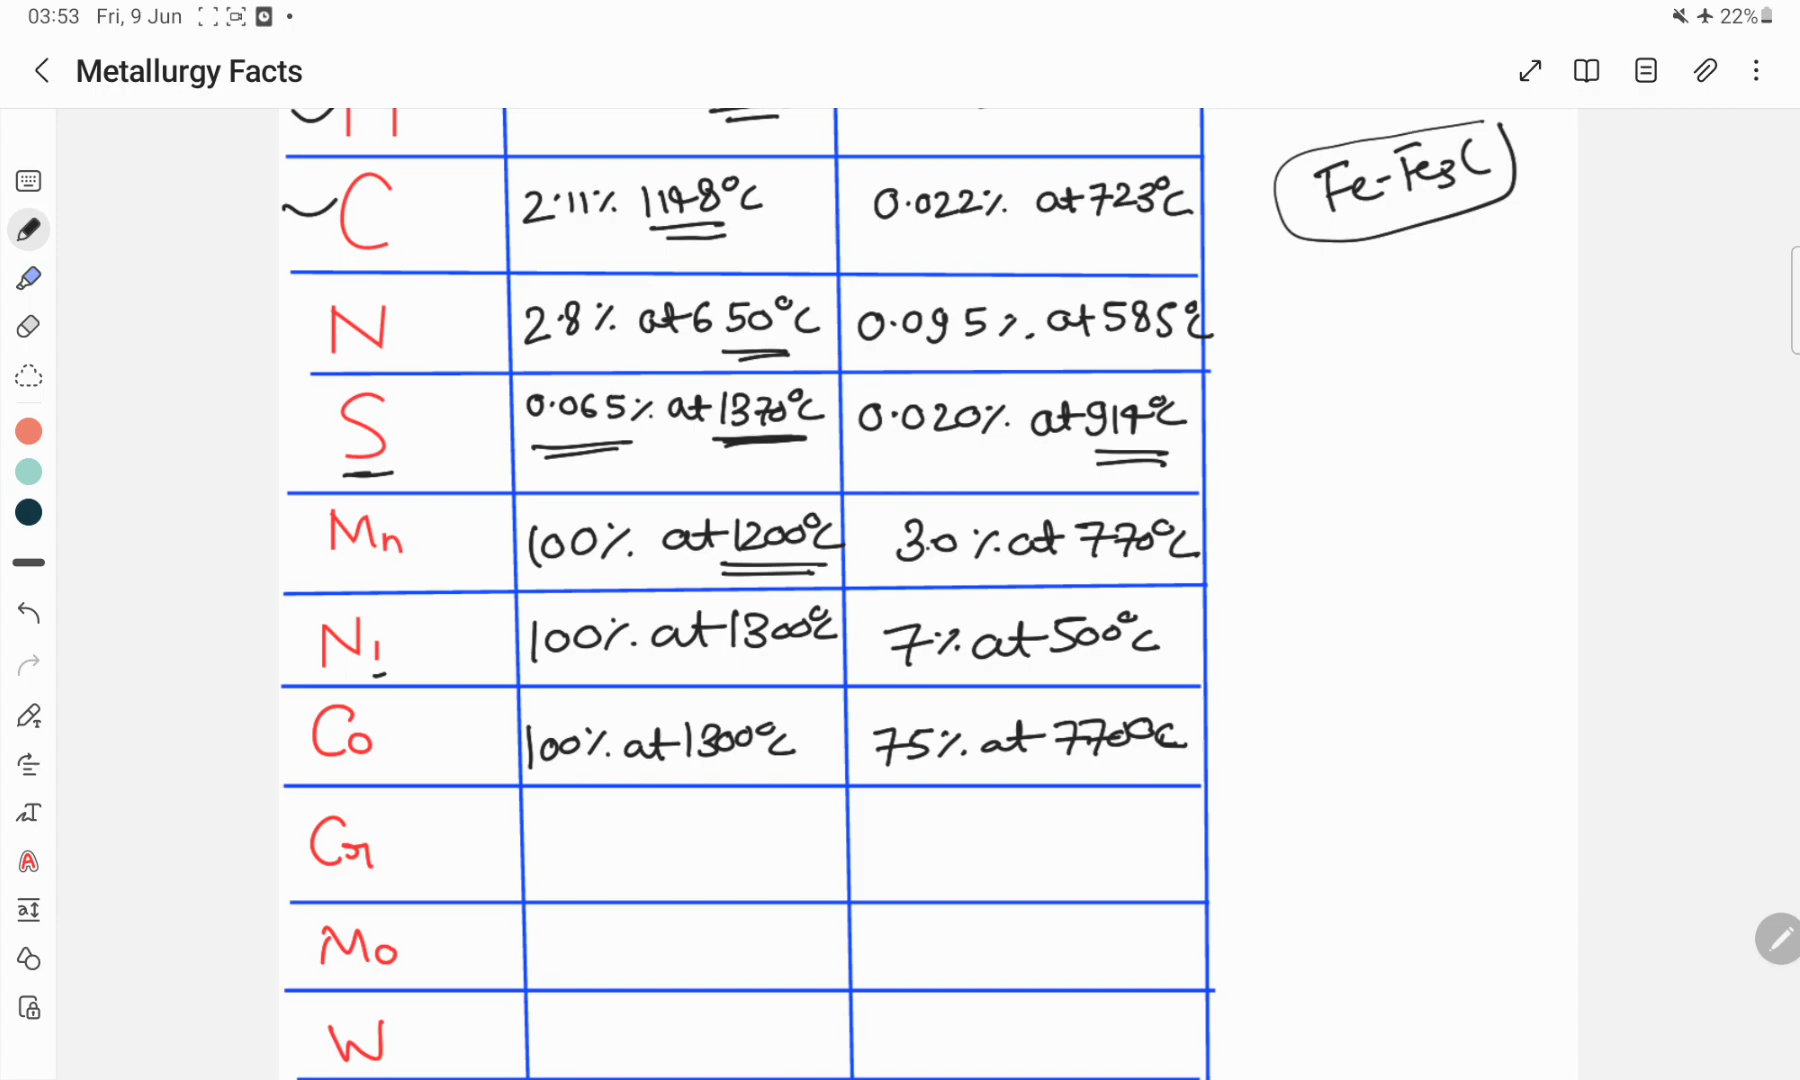 03:53 Fri, 9 Jun 22%
Metallurgy Facts
Fe-Fe3C
C 2.11% 1148°C 0.022% at 723°C
N 2.8% at 650°C 0.095% at 585°C
S 0.065% at 1370°C 0.020% at 914°C
Mn 100% at 1200°C 3.0% at 770°C
Ni 100% at 1300°C 7% at 500°C
Co 100% at 1300°C 75% at 770°C
Cr
Mo
W